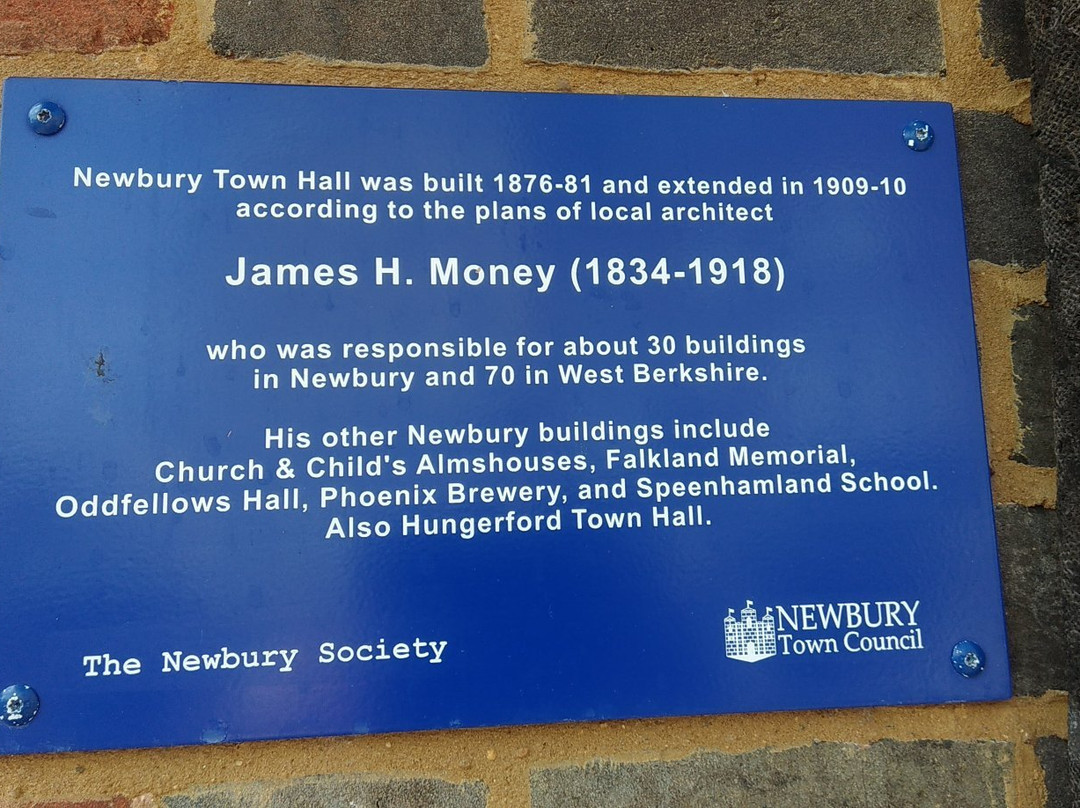 Newbury Town Hall was built 1876-81 and extended in 1909-10
according to the plans of local architect
James H. Money (1834-1918)
who was responsible for about 30 buildings
in Newbury and 70 in West Berkshire.
His other Newbury buildings include
Church & Child's Almshouses, Falkland Memorial,
Oddfellows Hall, Phoenix Brewery, and Speenhamland School.
Also Hungerford Town Hall.
The Newbury Society
NEWBURY
Town Council